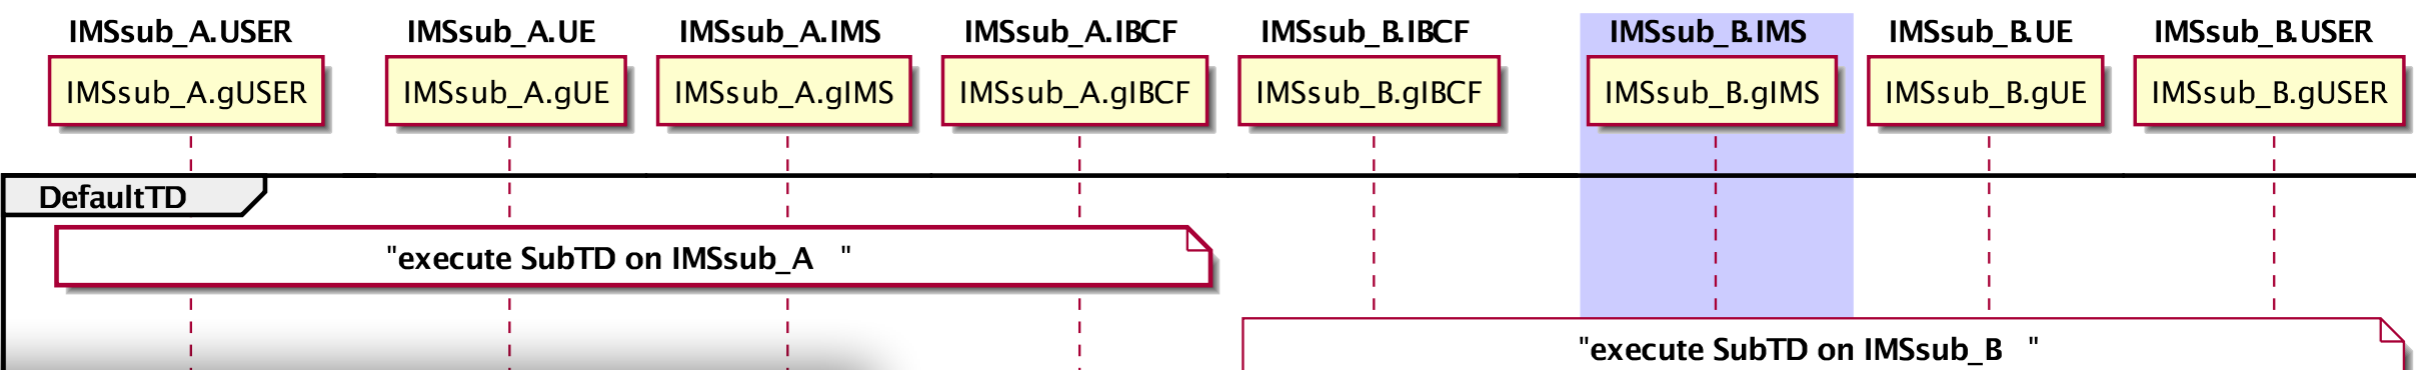 IMSsub_A.USER IMSsub_A.UE IMSsub_A.IMS IMSsub_A.IBCF IMSsub_B.IBCF IMSsub_B.IMS IMSsub_B.UE IMSsub_B.USER
IMSsub_A.gUSER IMSsub_A.gUE IMSsub_A.gIMS IMSsub_A.gIBCF IMSsub_B.gIBCF IMSsub_B.gIMS IMSsub_B.gUE IMSsub_B.gUSER
DefaultTD
"execute SubTD on IMSsub_A "
"execute SubTD on IMSsub_B "